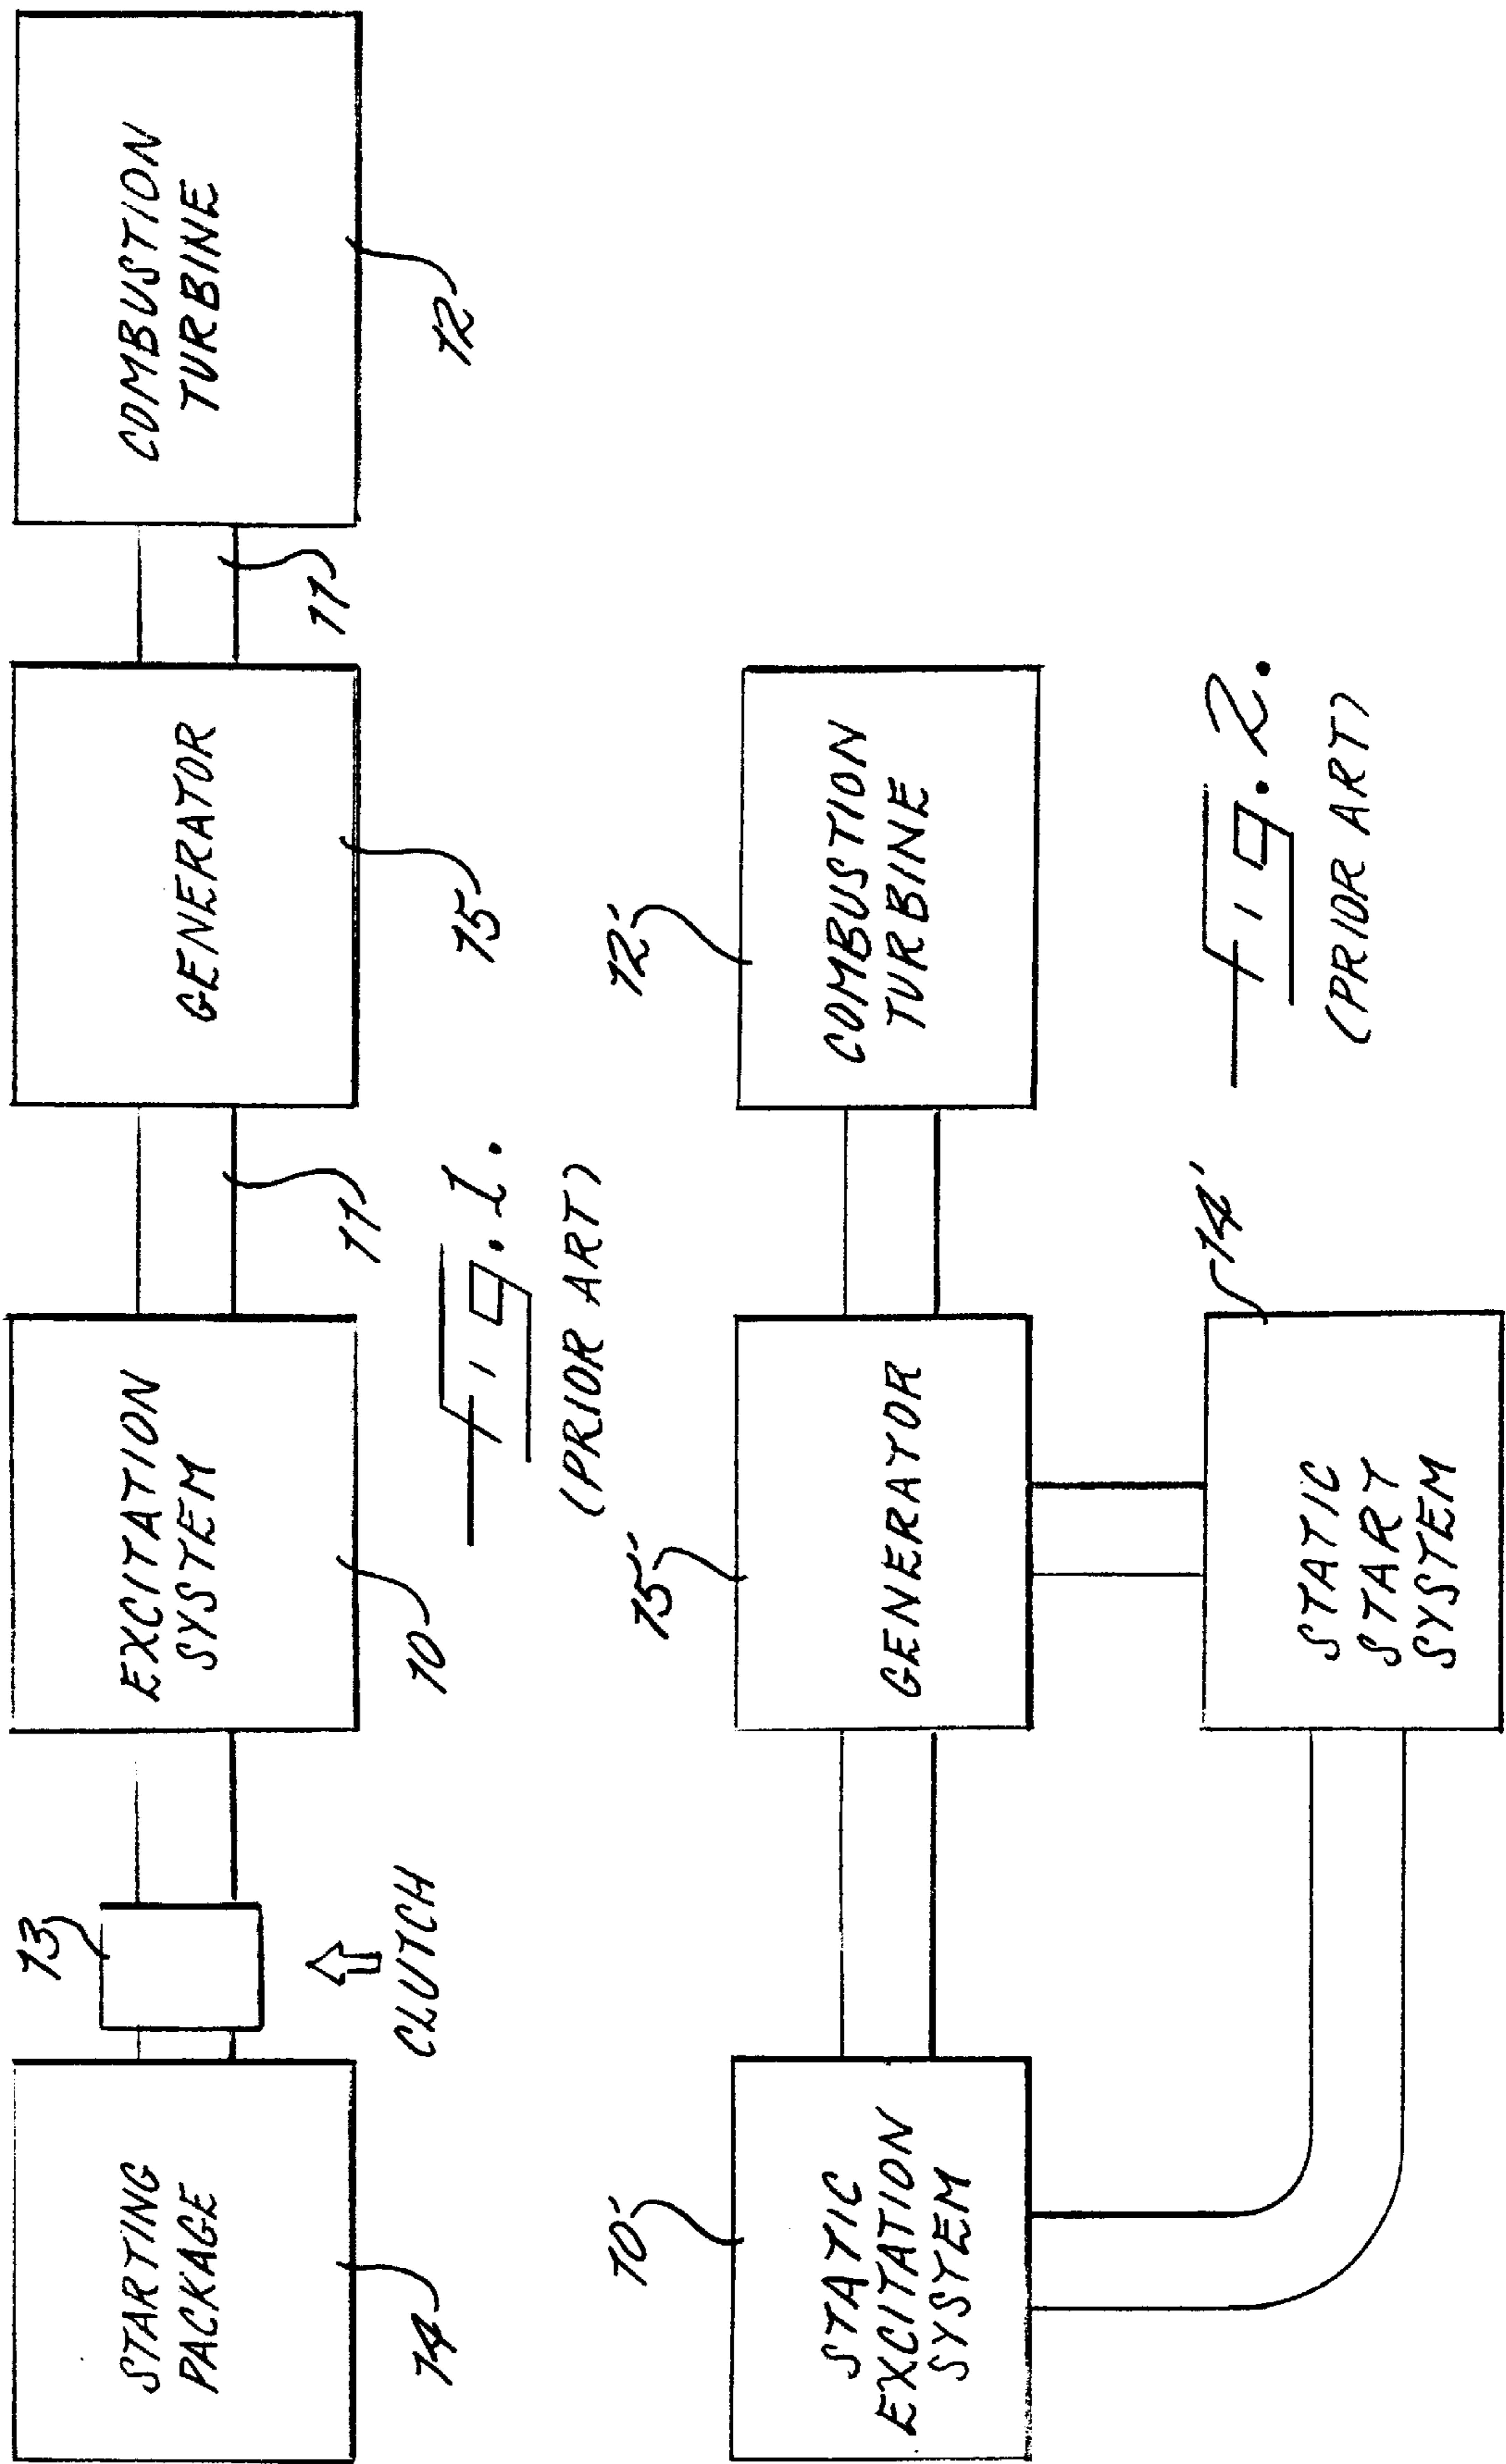 STARTING
PACKAGE
14
13
CLUTCH
EXCITATION
SYSTEM
10
11
GENERATOR
15
11
COMBUSTION
TURBINE
12
Fig. 1.
(PRIOR ART)
STATIC
EXCITATION
SYSTEM
10'
GENERATOR
15'
COMBUSTION
TURBINE
12'
STATIC
START
SYSTEM
14'
Fig. 2.
(PRIOR ART)